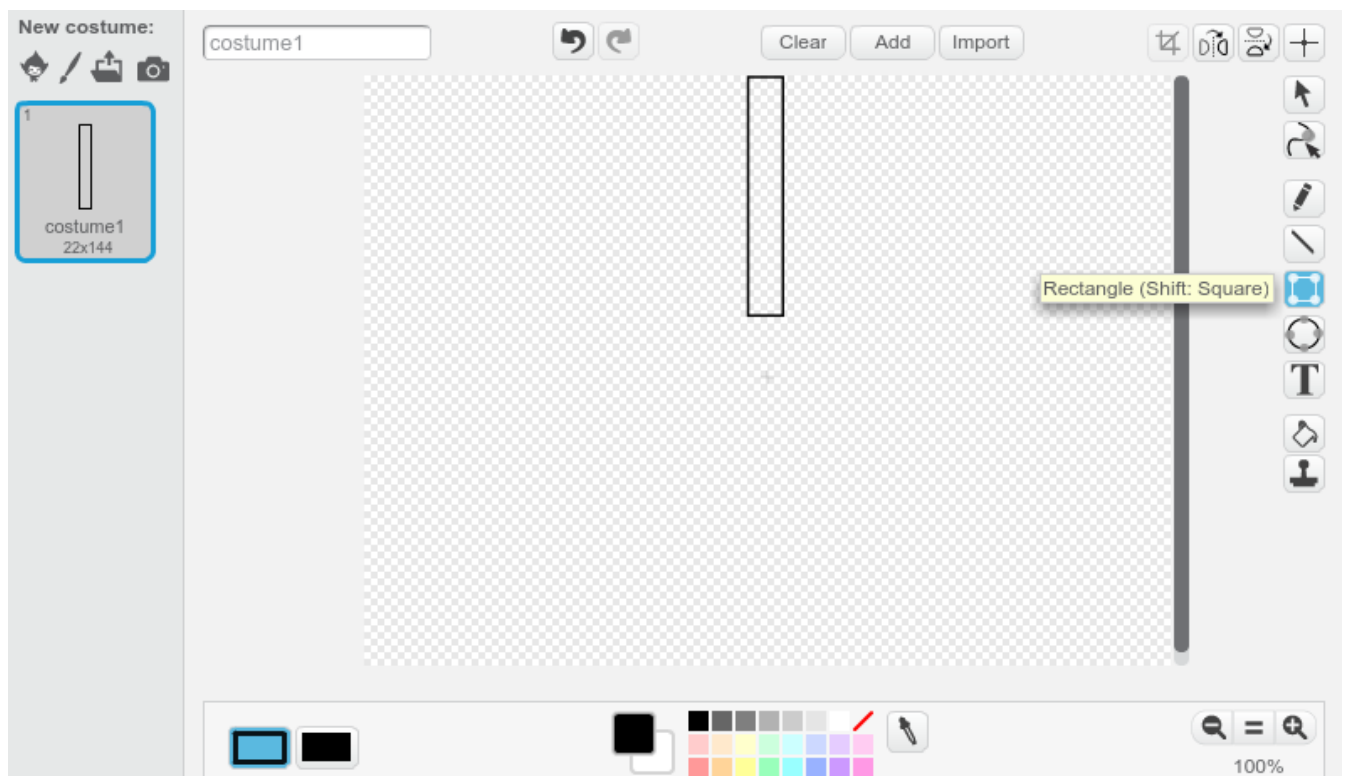 New costume:
costume1
Clear
Add
Import
1
costume1
22x144
Rectangle (Shift: Square)
T
100%